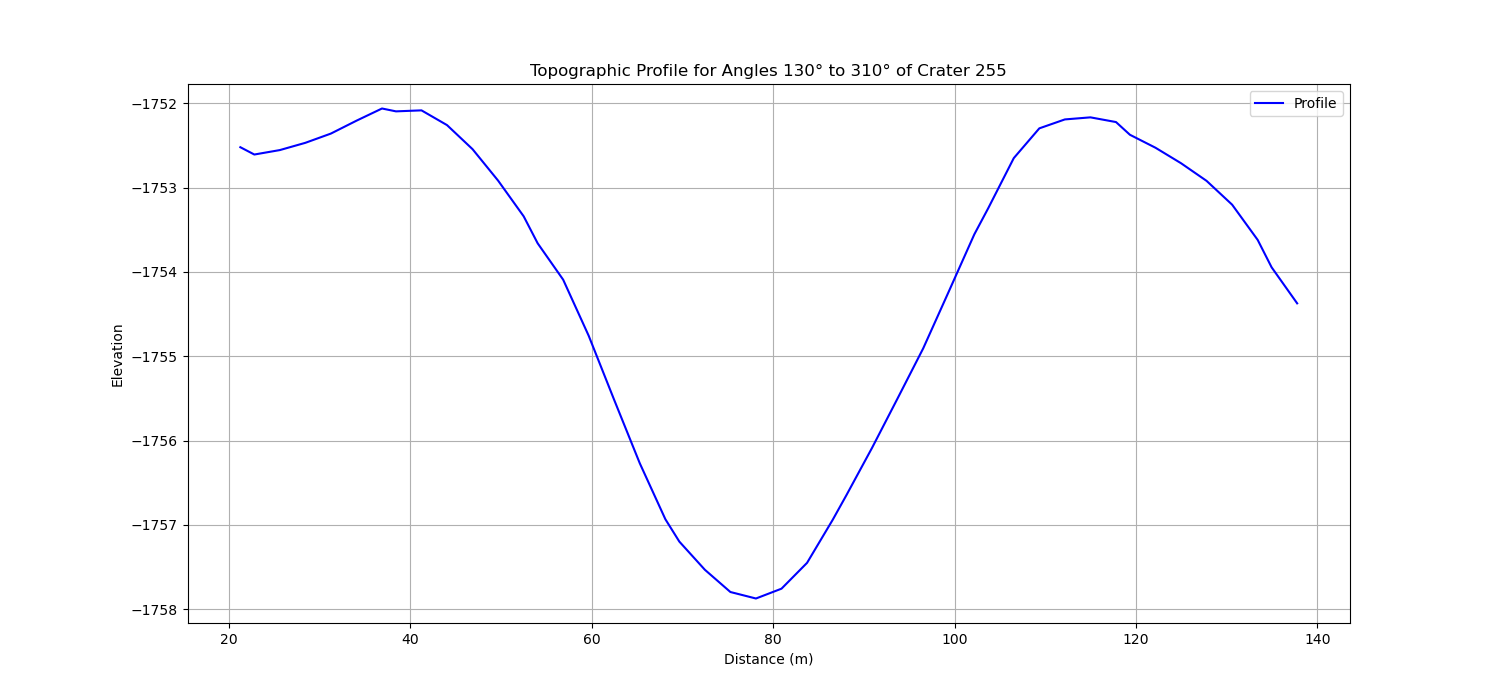 Topographic Profile for Angles 130° to 310° of Crater 255
Profile
−1752
−1753
−1754
−1755
−1756
−1757
−1758
Elevation
20 40 60 80 100 120 140
Distance (m)